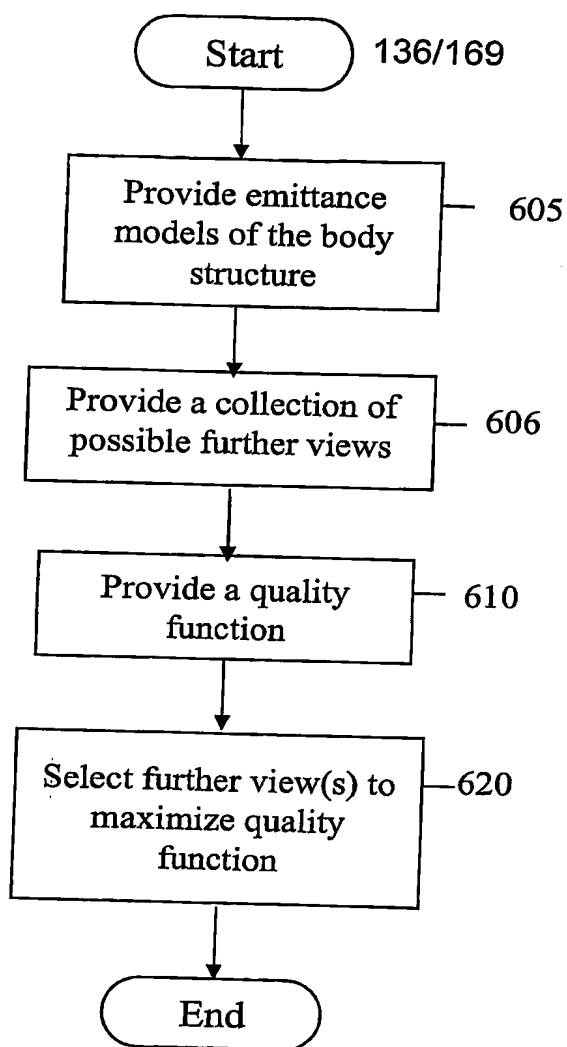 Start
136/169
Provide emittance
models of the body
structure
605
Provide a collection of
possible further views
606
Provide a quality
function
610
Select further view(s) to
maximize quality
function
620
End